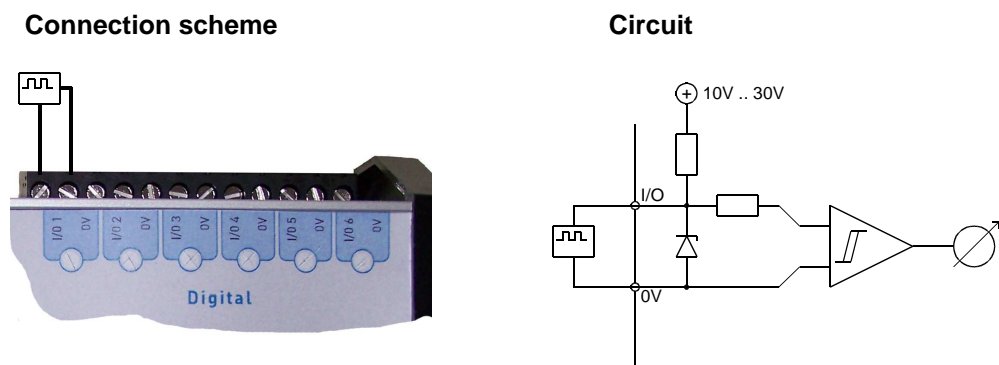 Connection scheme
Circuit
10V .. 30V
I/O
0V
I/O 1 0V I/O 2 0V I/O 3 0V I/O 4 0V I/O 5 0V I/O 6 0V
Digital